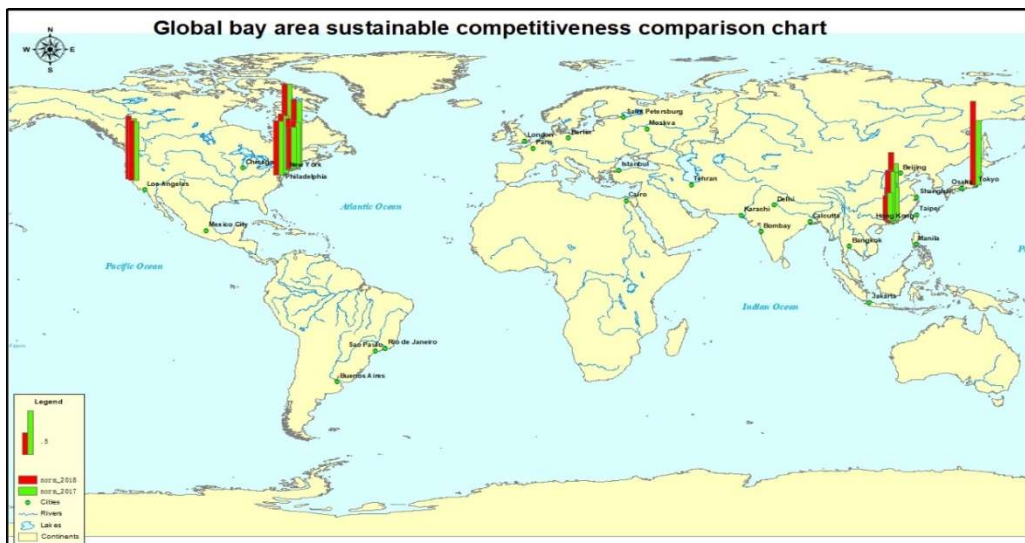 Global bay area sustainable competitiveness comparison chart
N
W
E
S
Saint Petersburg
Moskva
London
Berlin
Paris
New York
Chicago
Philadelphia
Istanbul
Beijing
Los Angeles
Tehran
Osaka
Tokyo
Shanghai
Cairo
Delhi
Atlantic Ocean
Karachi
Calcutta
Hong Kong
Taipei
Mexico City
Bombay
Bangkok
Manila
Pacific Ocean
Indian Ocean
Jakarta
Rio de Janeiro
Sao Paulo
Buenos Aires
Legend
.5
norm_2017
Cities
Rivers
Lakes
Continents